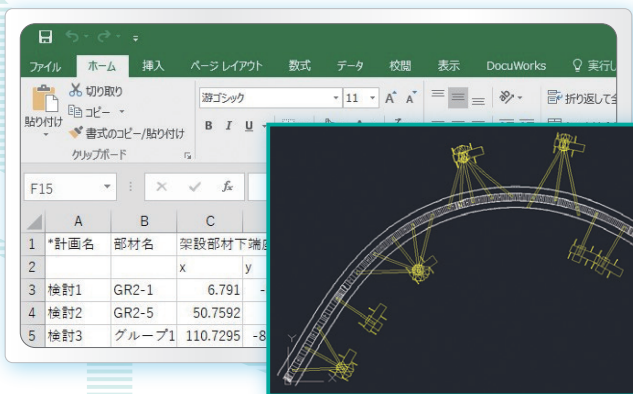 ファイル ホーム 挿入 ページ レイアウト 数式 データ 校閲 表示 DocuWorks 実行し
貼り付け
切り取り
コピー
書式のコピー/貼り付け
クリップボード
游ゴシック 11 A A
B I U
折り返して全
F15 fx
A B C
1 *計画名 部材名 架設部材下端座
2 x y
3 検討1 GR2-1 6.791 -
4 検討2 GR2-5 50.7592
5 検討3 グループ1 110.7295 -8
Y
X